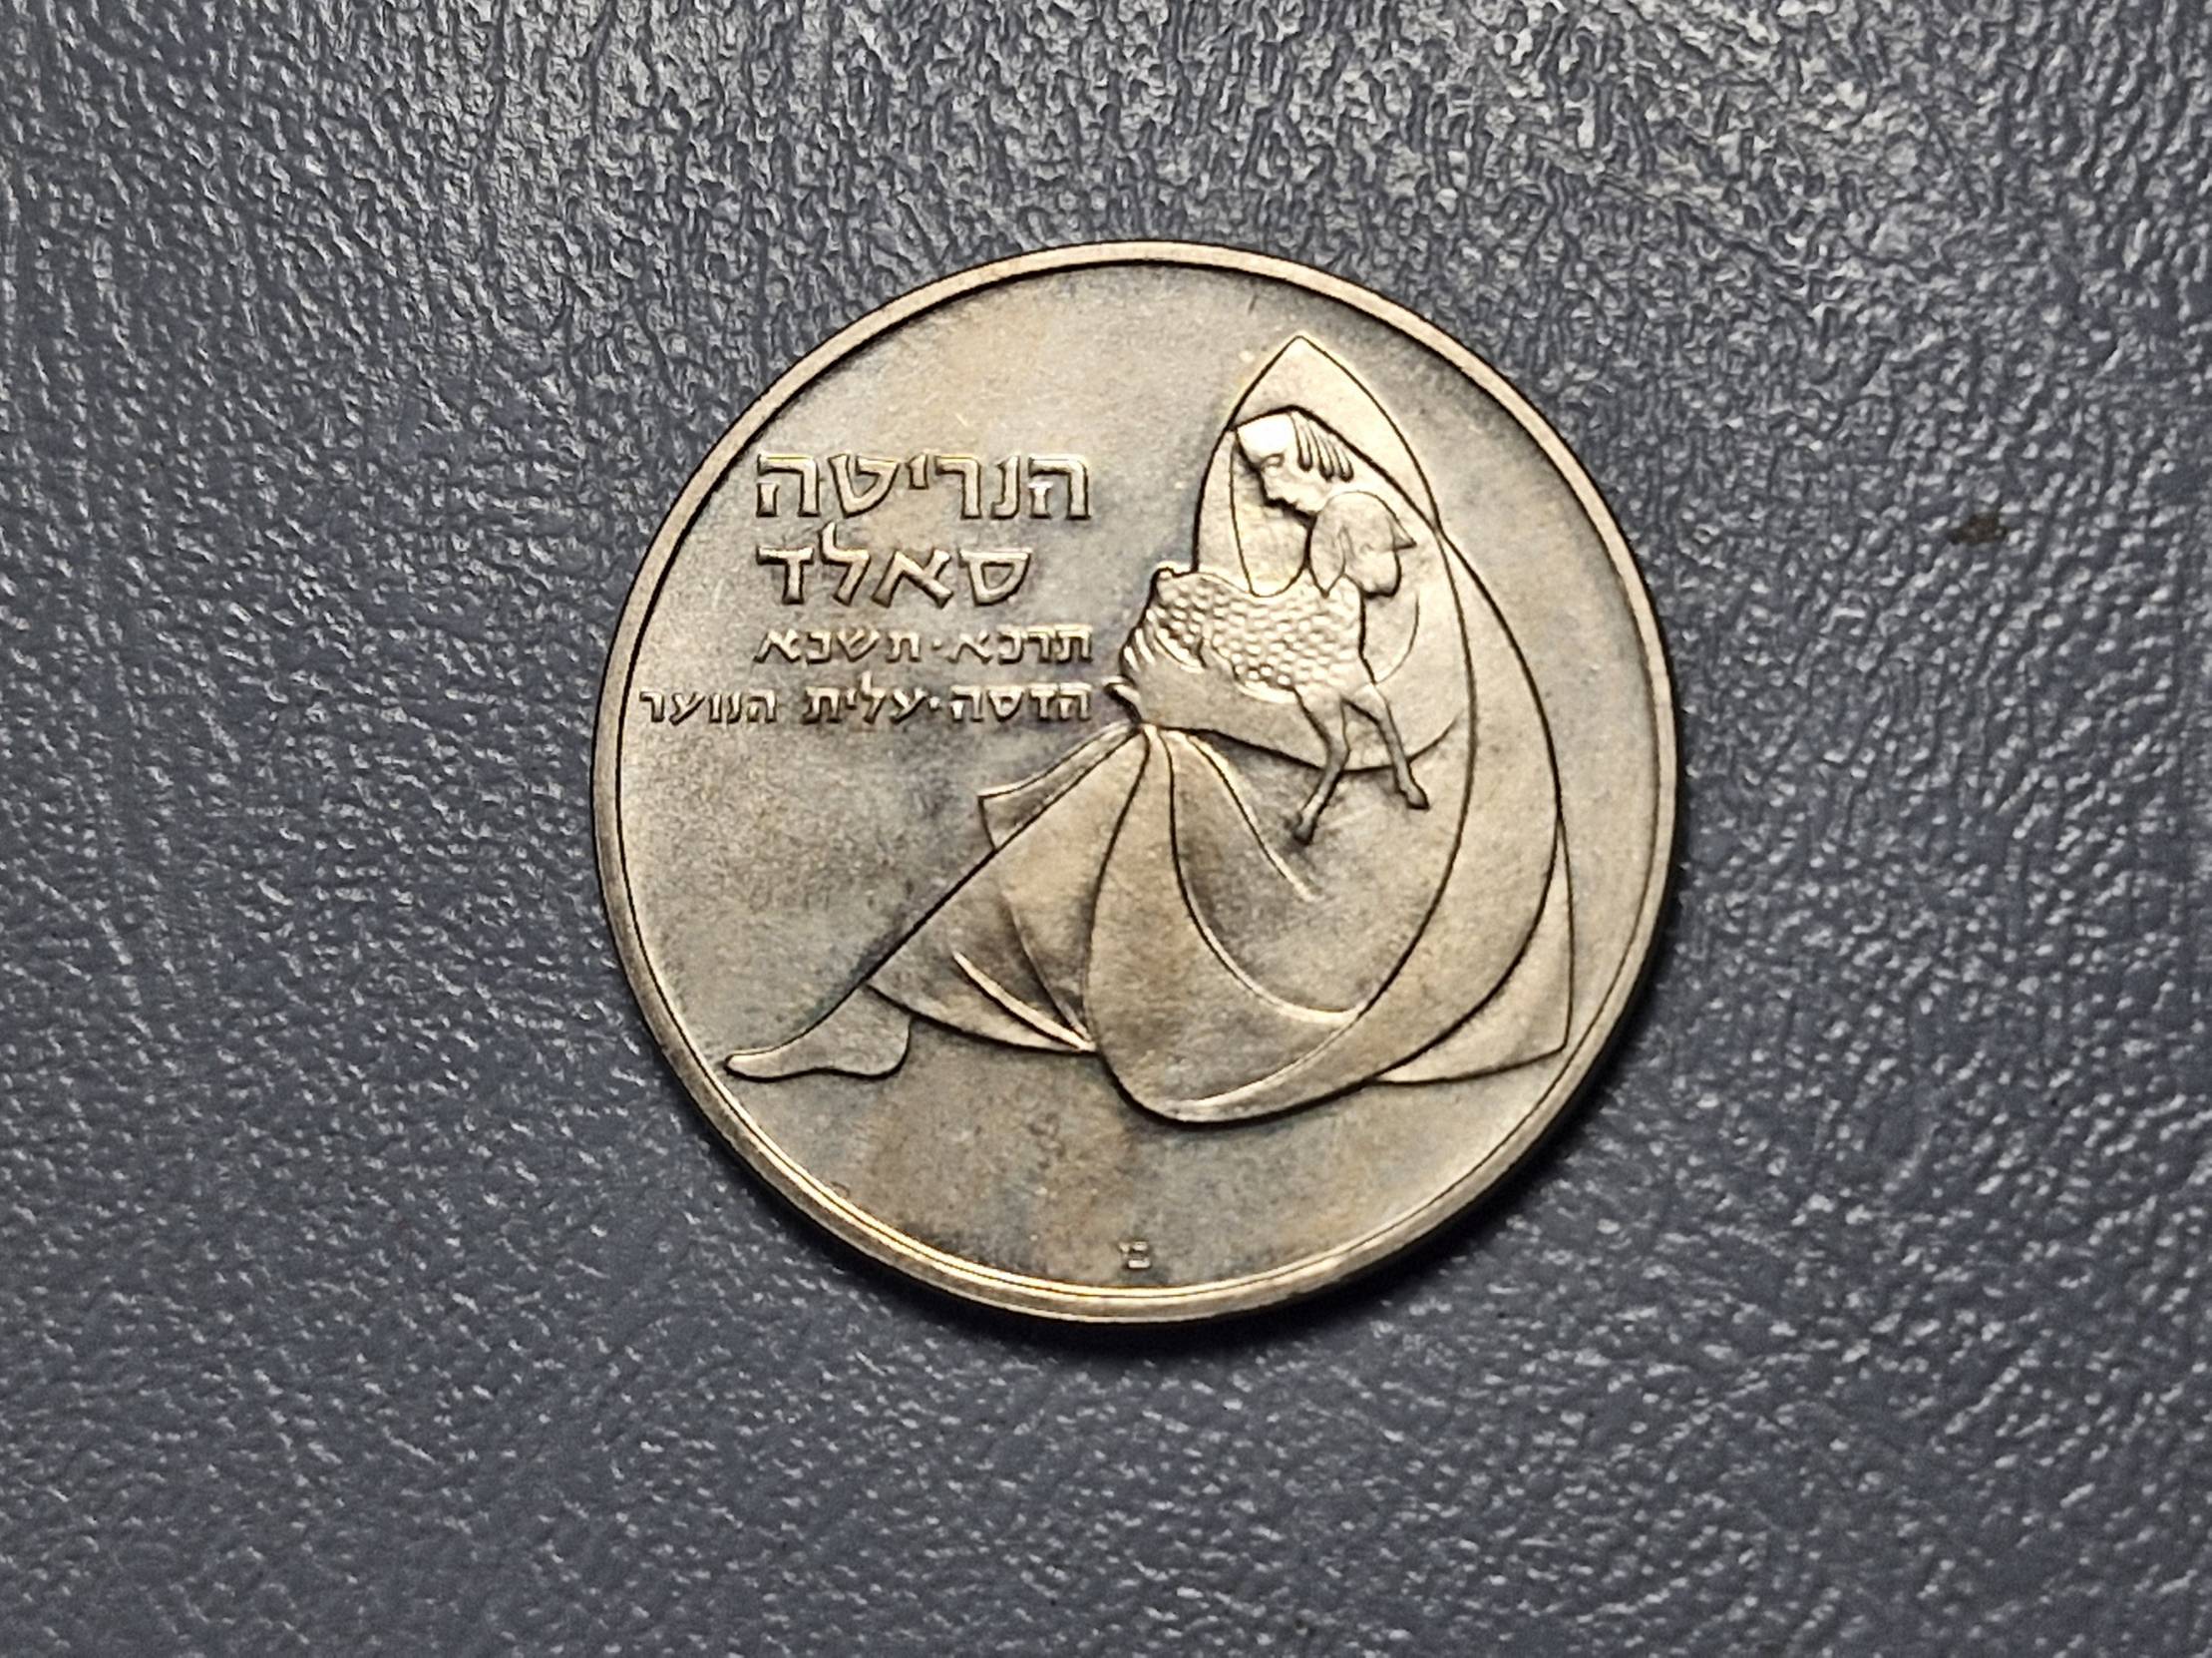 הנריטה
סאלד
תרכא·תשכא
הדסה·עלית הנוער
מ